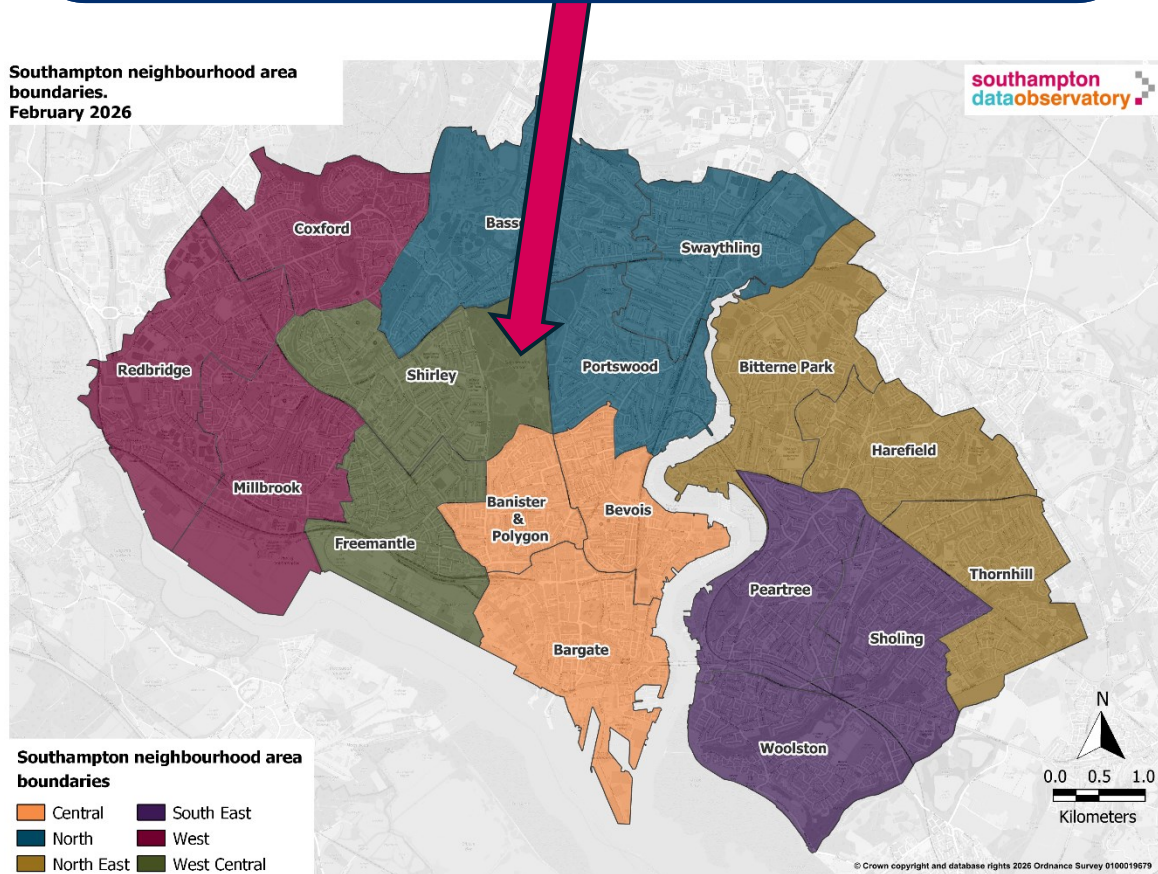 Southampton neighbourhood area
boundaries.
February 2026
southampton
dataobservatory
Coxford
Bass
Swaythling
Redbridge
Shirley
Portswood
Bitterne Park
Harefield
Millbrook
Banister
&
Polygon
Bevois
Freemantle
Thornhill
Peartree
Sholing
Bargate
Woolston
N
0.0 0.5 1.0
Kilometers
Southampton neighbourhood area
boundaries
Central
South East
North
West
North East
West Central
© Crown copyright and database rights 2026 Ordnance Survey 0100019679